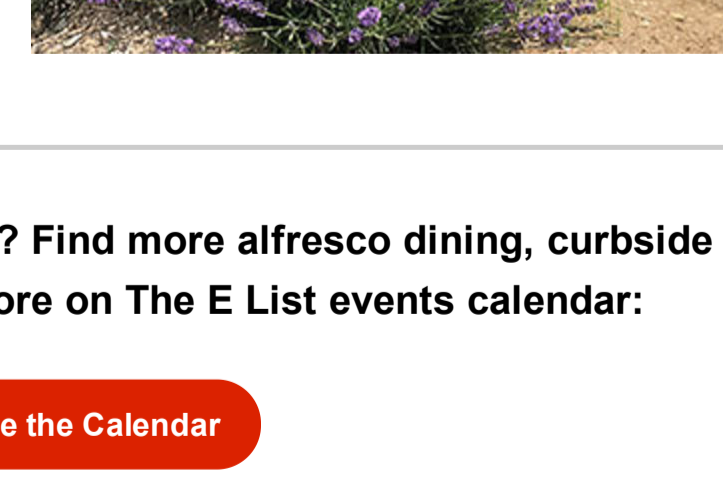 ? Find more alfresco dining, curbside
ore on The E List events calendar:
e the Calendar